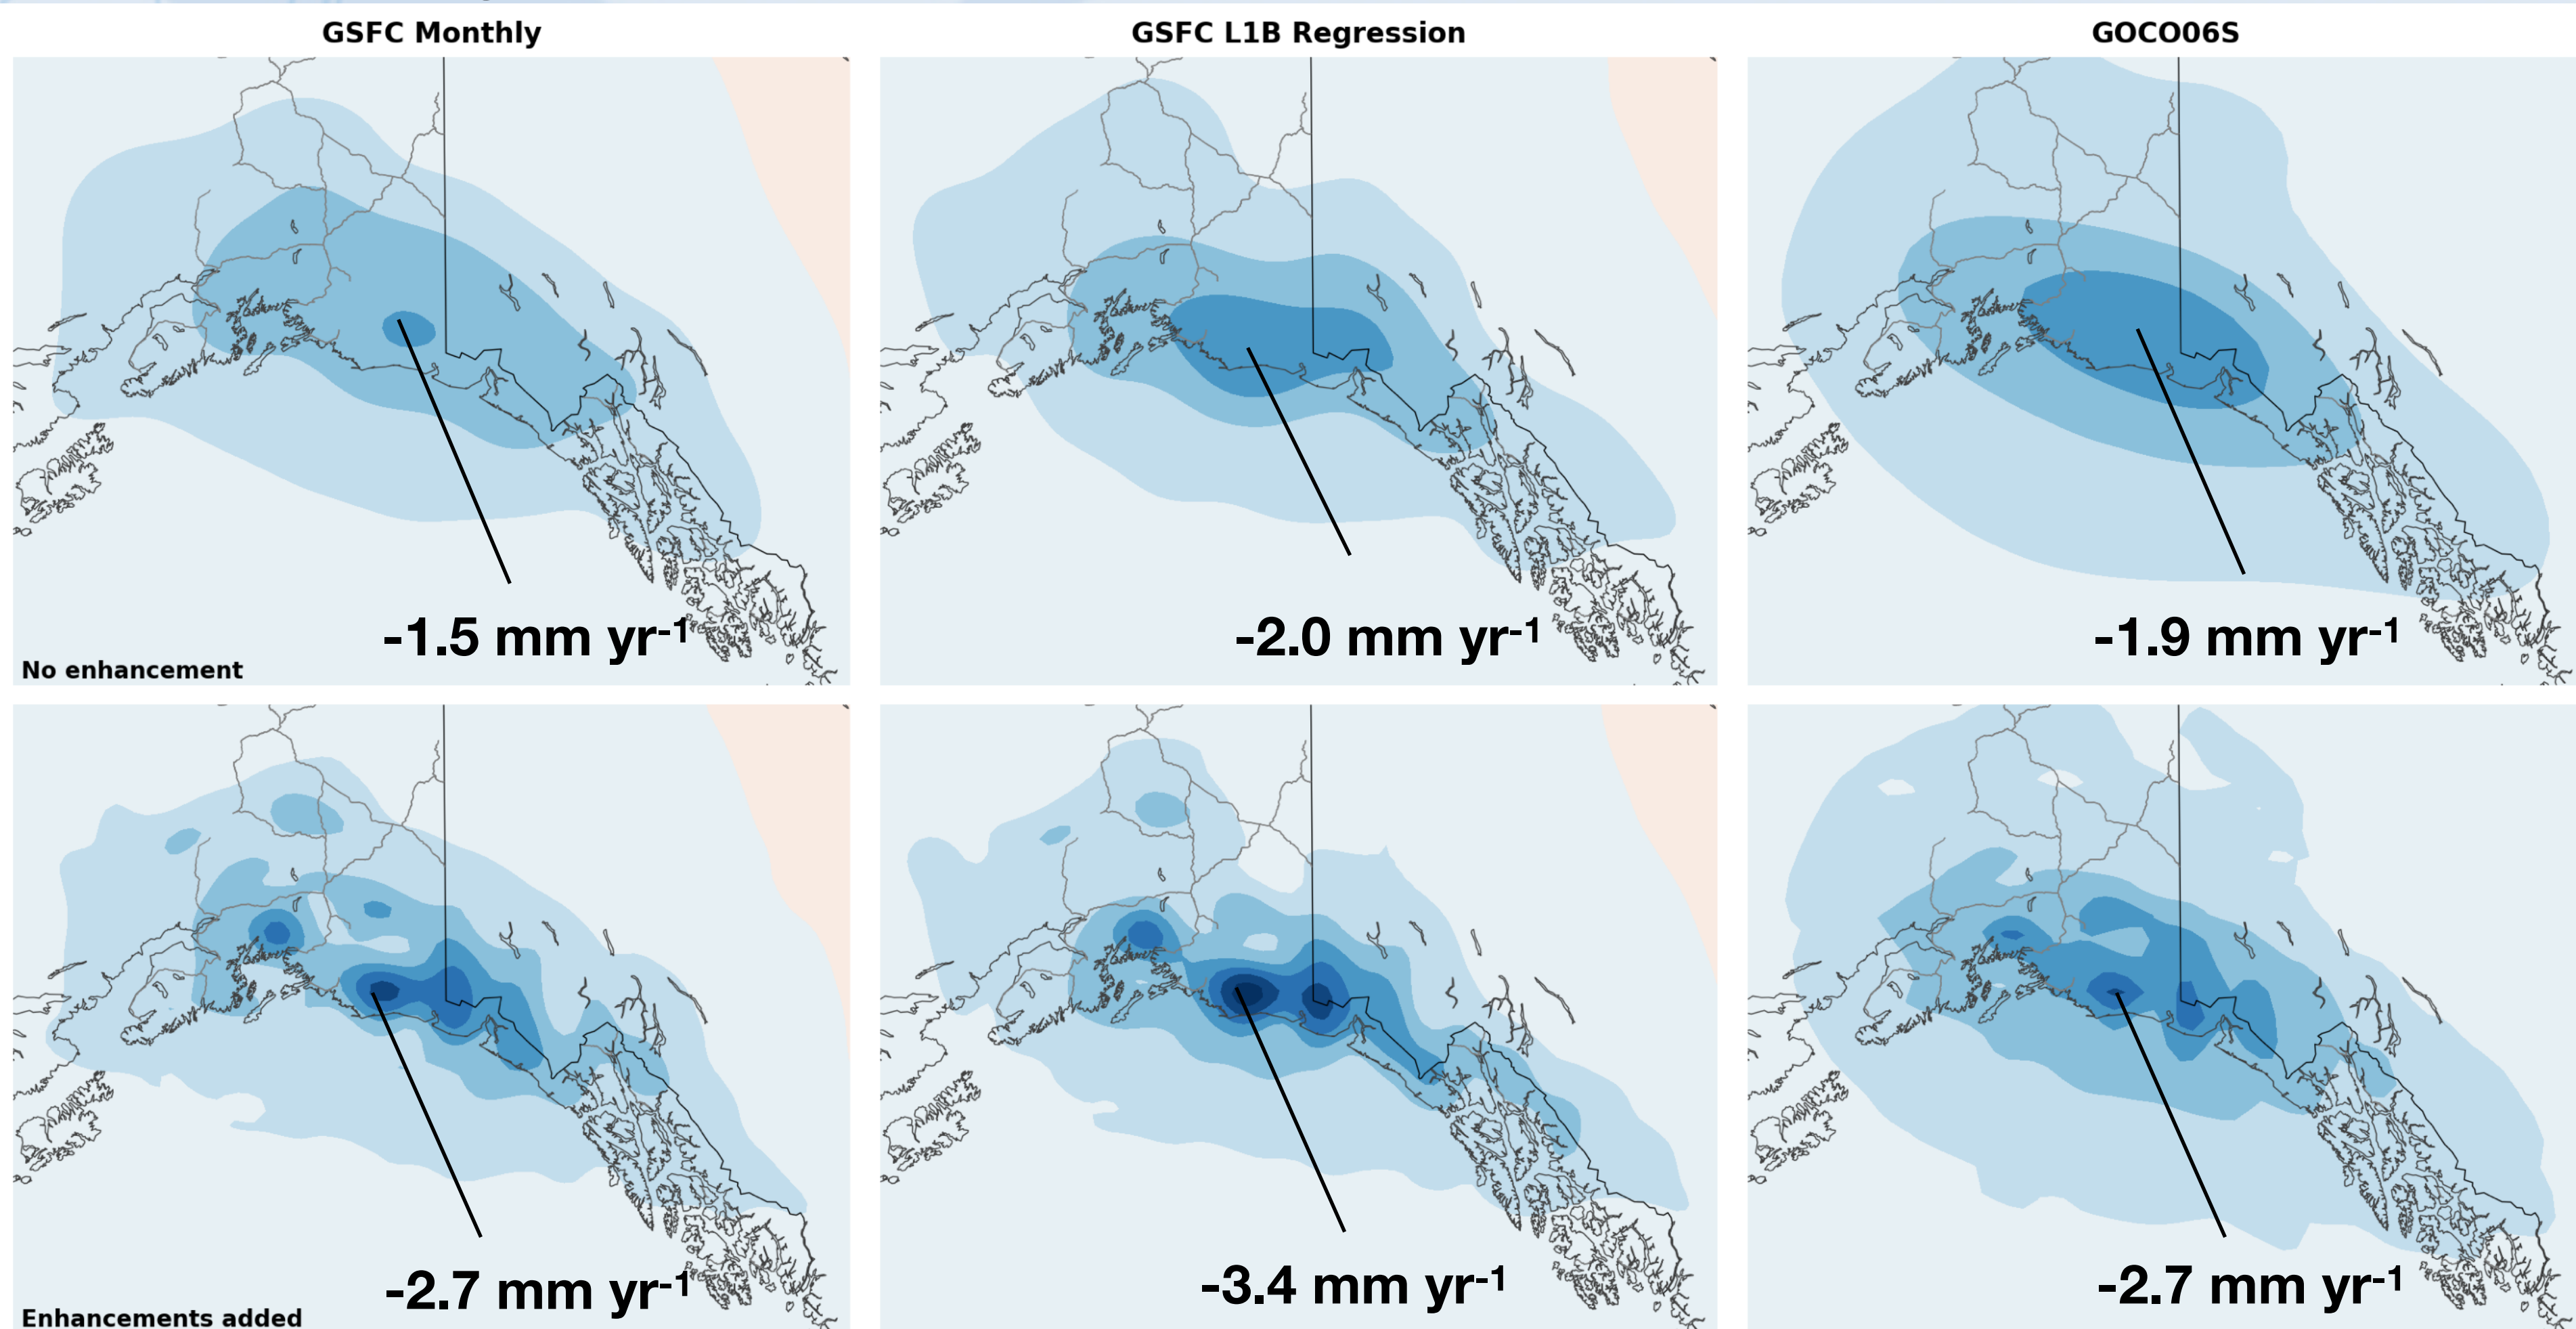 GSFC Monthly
GSFC L1B Regression
GOCO06S
-1.5 mm yr-1
-2.0 mm yr-1
-1.9 mm yr-1
No enhancement
-2.7 mm yr-1
-3.4 mm yr-1
-2.7 mm yr-1
Enhancements added